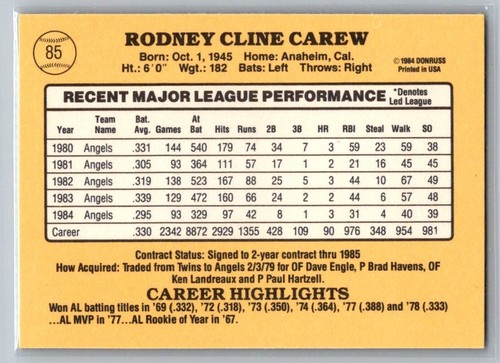 85
RODNEY CLINE CAREW
Born: Oct. 1, 1945 Home: Anaheim, Cal.
Ht.: 6'0" Wgt.: 182 Bats: Left Throws: Right
© 1984 DONRUSS
Printed in USA
RECENT MAJOR LEAGUE PERFORMANCE *Denotes Led League
Year Team Name Bat. Avg. Games At Bat Hits Runs 2B 3B HR RBI Steal Walk SO
1980 Angels .331 144 540 179 74 34 7 3 59 23 59 38
1981 Angels .305 93 364 111 57 17 1 2 21 16 45 45
1982 Angels .319 138 523 167 88 25 5 3 44 10 67 49
1983 Angels .339 129 472 160 66 24 2 2 44 6 57 48
1984 Angels .295 93 329 97 42 8 1 3 31 4 40 39
Career .330 2342 8872 2929 1355 428 109 90 976 348 954 981
Contract Status: Signed to 2-year contract thru 1985
How Acquired: Traded from Twins to Angels 2/3/79 for OF Dave Engle, P Brad Havens, OF
Ken Landreaux and P Paul Hartzell.
CAREER HIGHLIGHTS
Won AL batting titles in '69 (.332), '72 (.318), '73 (.350), '74 (.364), '77 (.388) and '78 (.333)
...AL MVP in '77...AL Rookie of Year in '67.